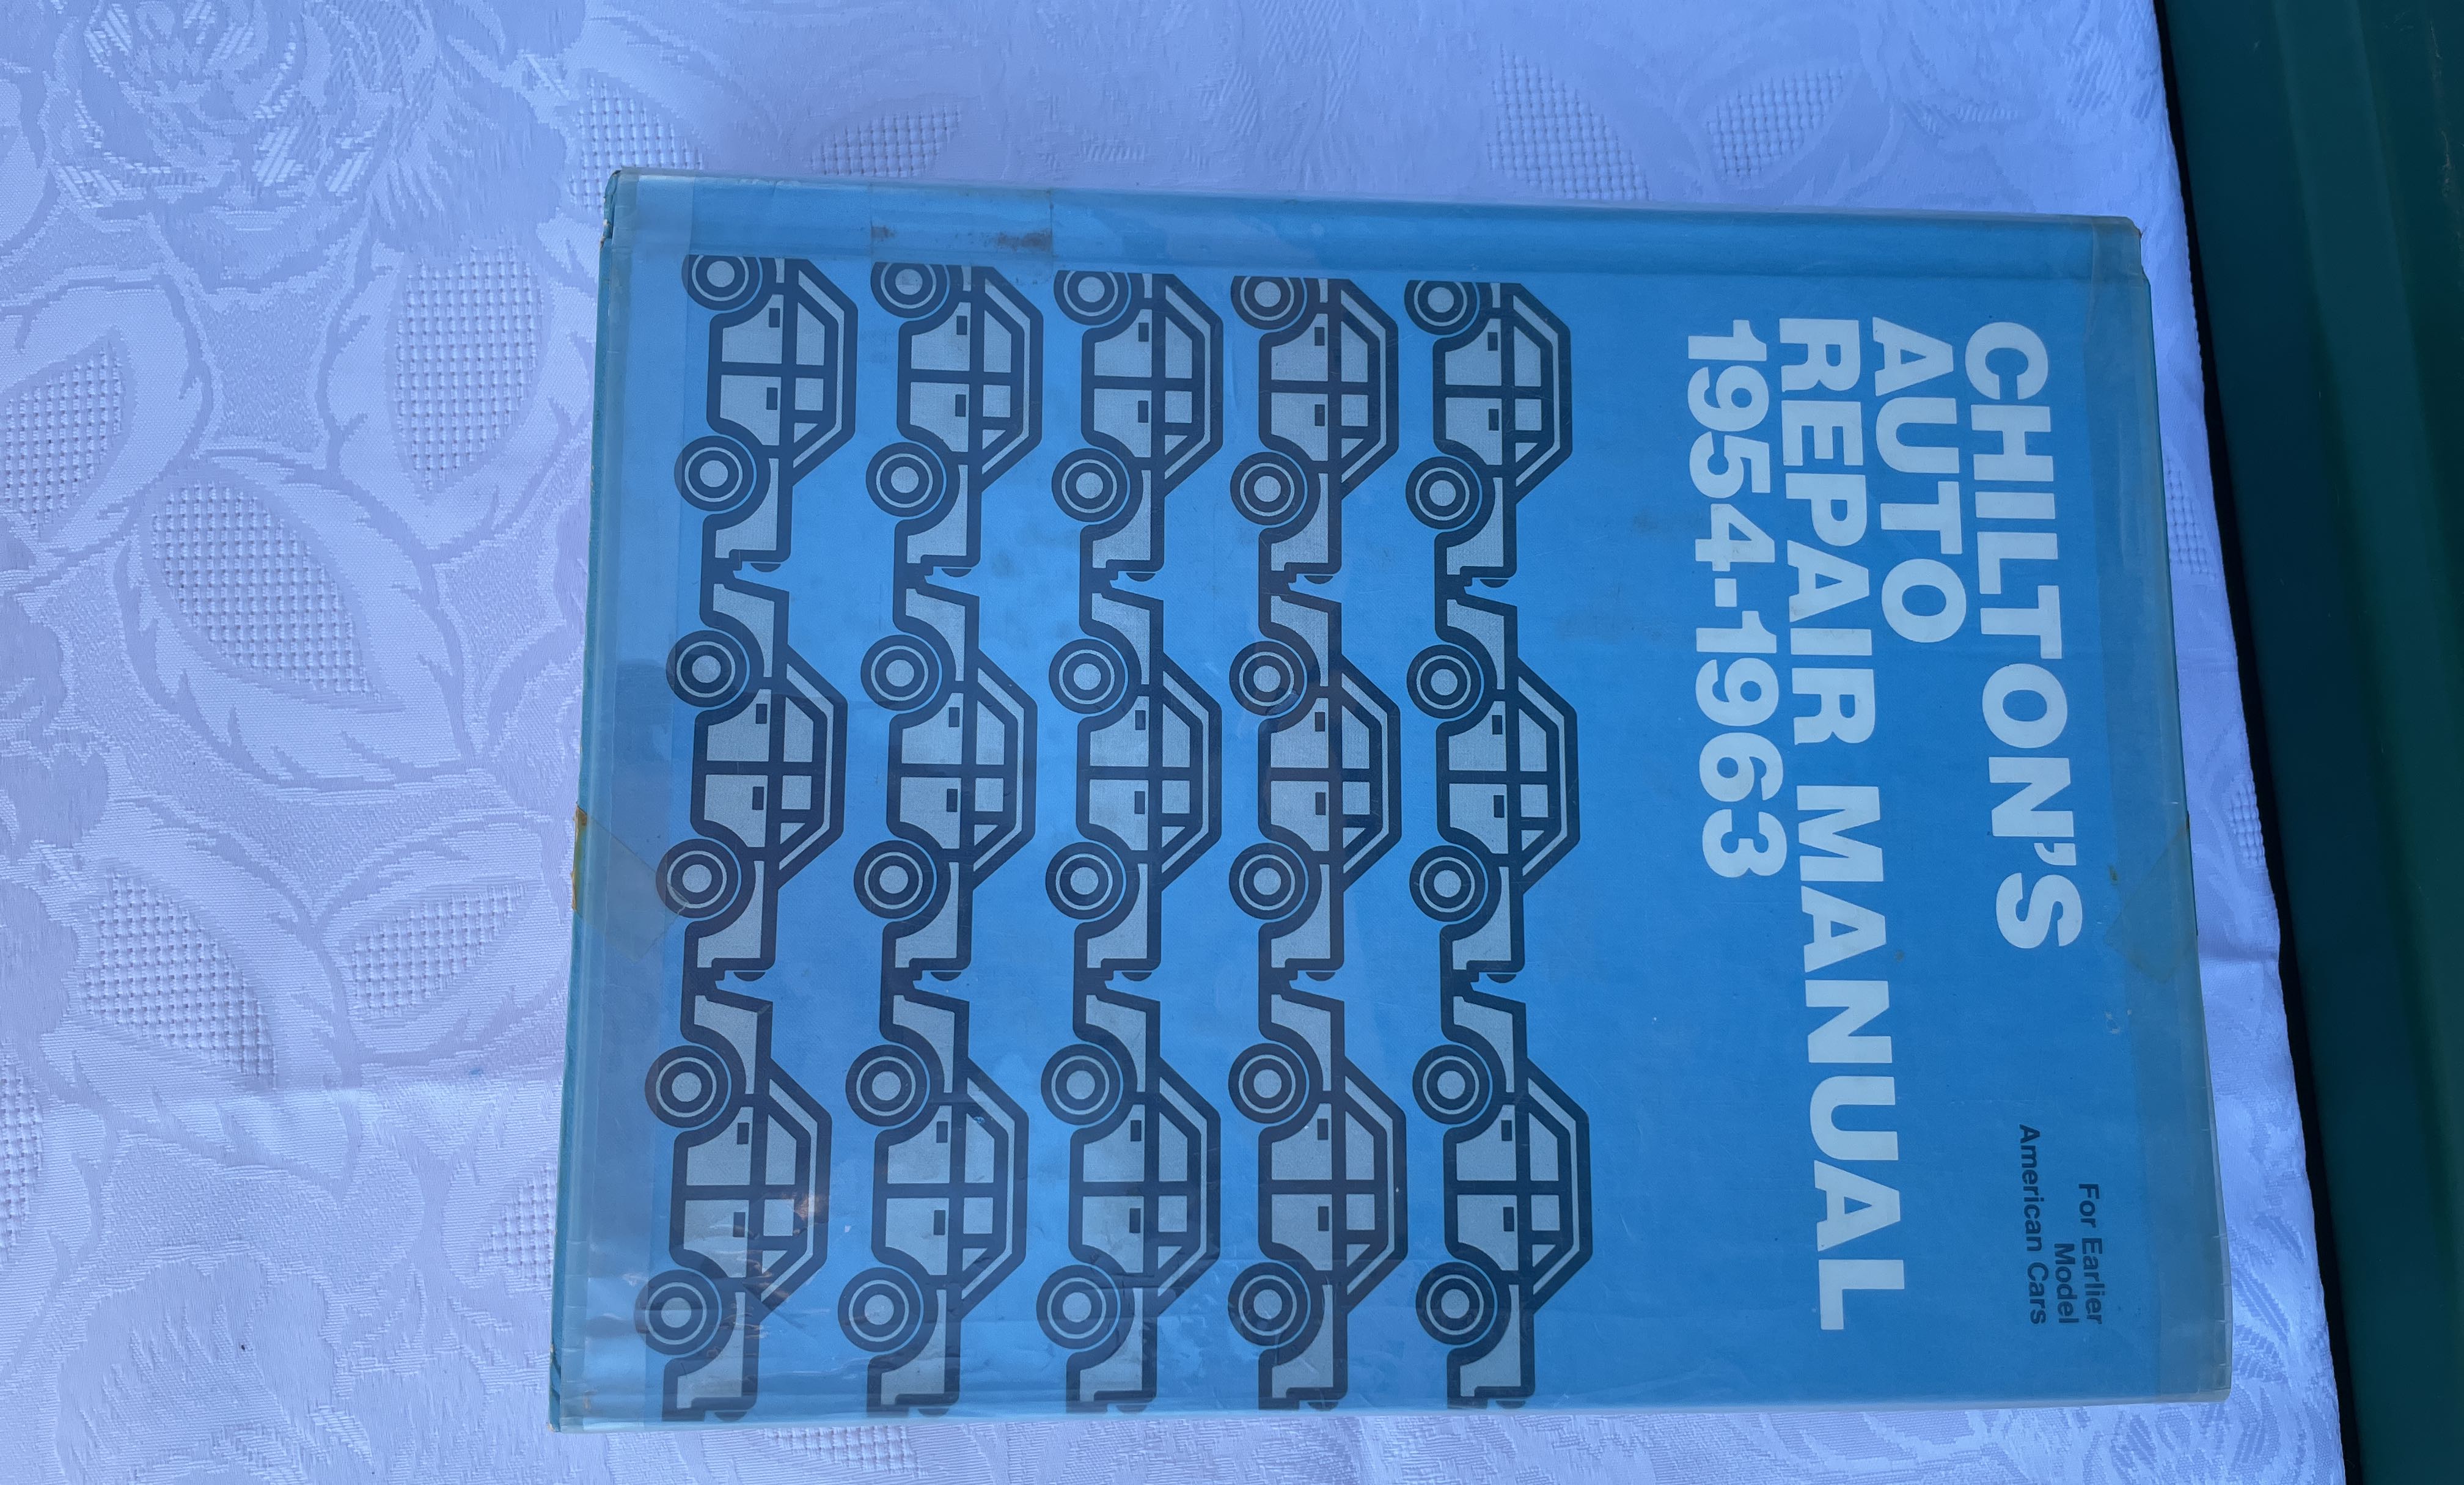 For Earlier
Model
American Cars
CHILTON'S
AUTO
REPAIR MANUAL
1954-1963